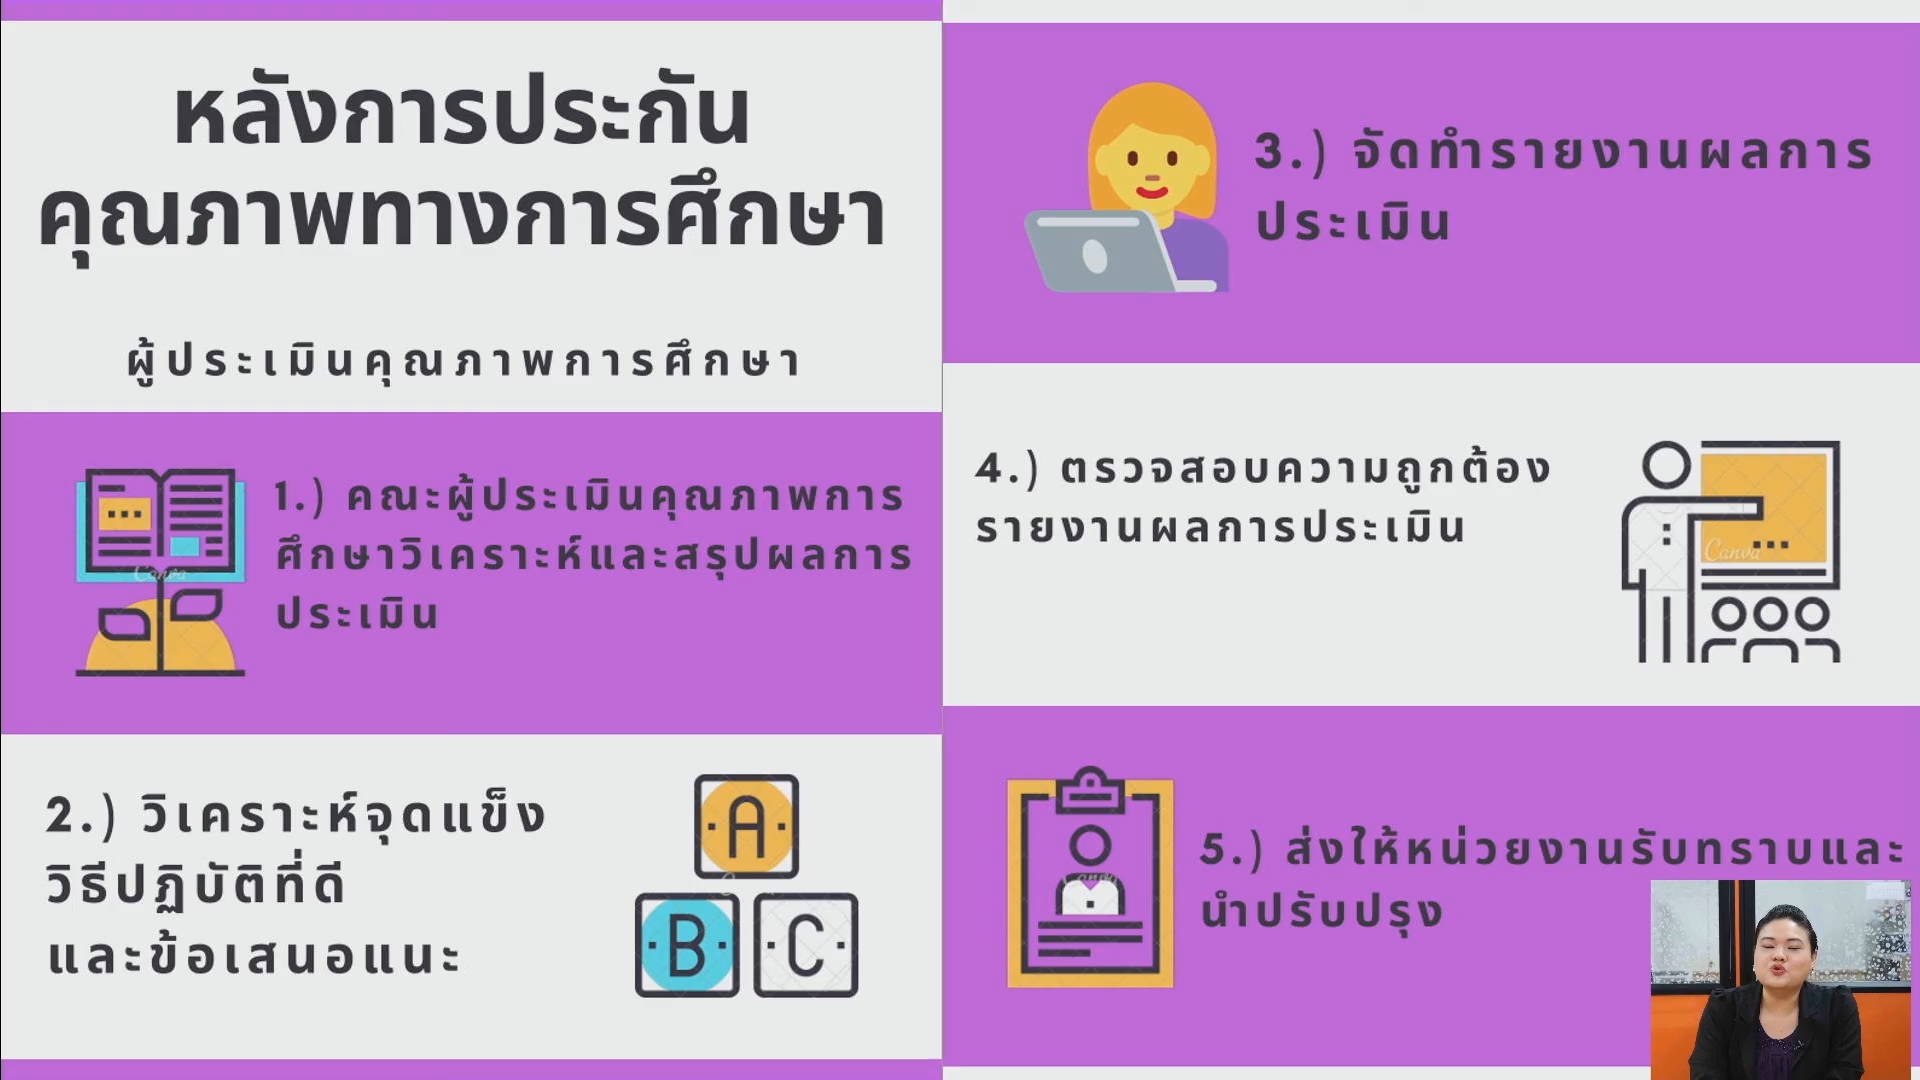 หลังการประกัน
คุณภาพทางการศึกษา
ผู้ประเมินคุณภาพการศึกษา
1.) คณะผู้ประเมินคุณภาพการ
ศึกษาวิเคราะห์และสรุปผลการ
ประเมิน
Canva
2.) วิเคราะห์จุดแข็ง
วิธีปฏิบัติที่ดี
และข้อเสนอแนะ
A
B C
3.) จัดทำรายงานผลการ
ประเมิน
4.) ตรวจสอบความถูกต้อง
รายงานผลการประเมิน
Canva
5.) ส่งให้หน่วยงานรับทราบและ
นำปรับปรุง
Canva